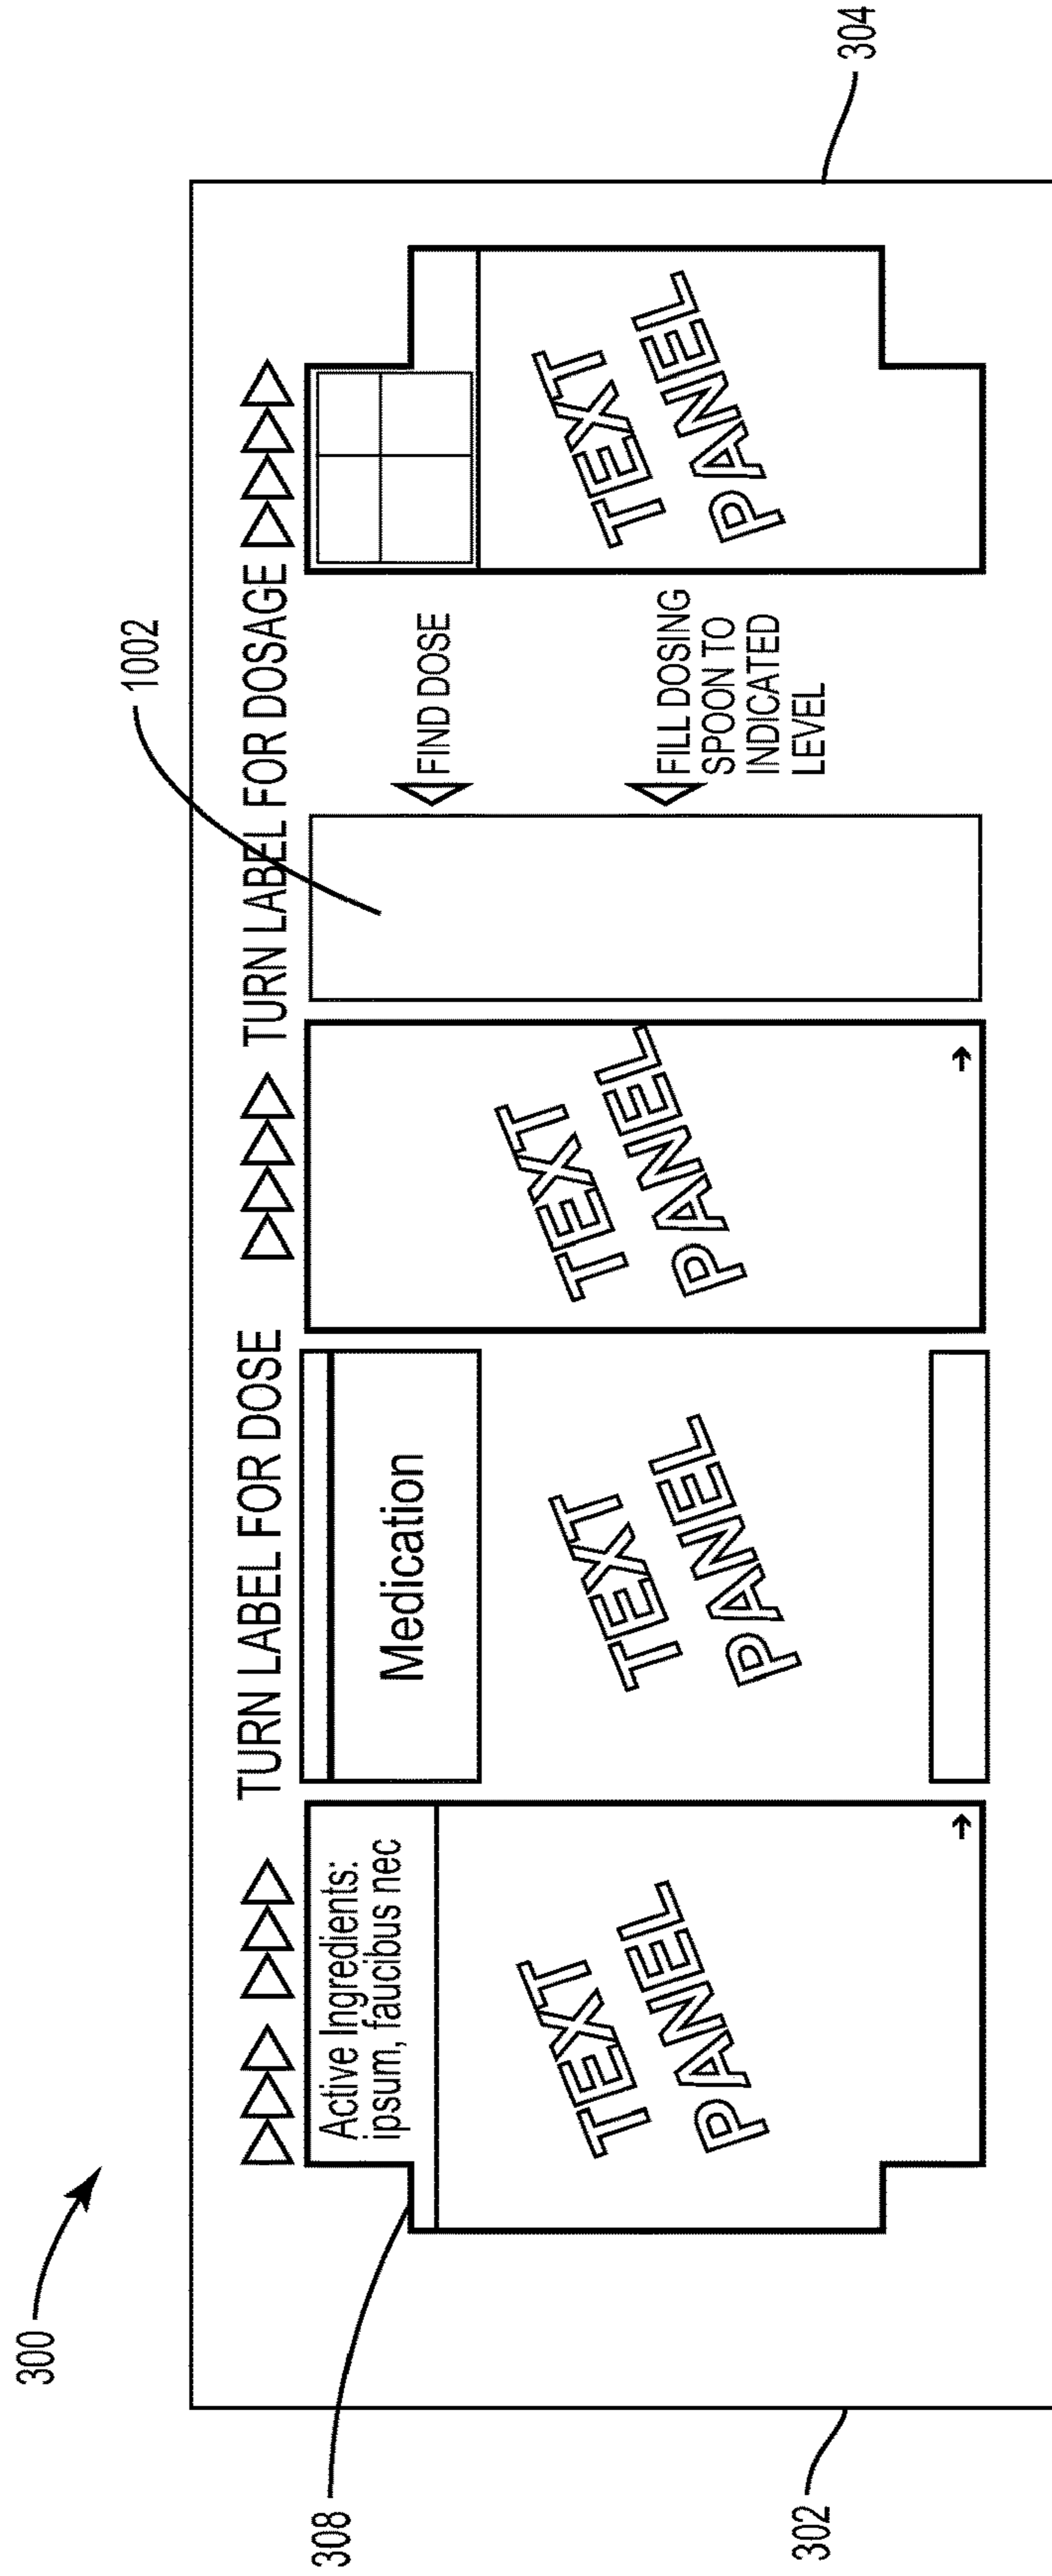 300
1002
TURN LABEL FOR DOSE
TURN LABEL FOR DOSAGE
308
Active Ingredients:
ipsum, faucibus nec
TEXT
PANEL
Medication
TEXT
PANEL
TEXT
PANEL
FIND DOSE
FILL DOSING
SPOON TO
INDICATED
LEVEL
TEXT
PANEL
302
304